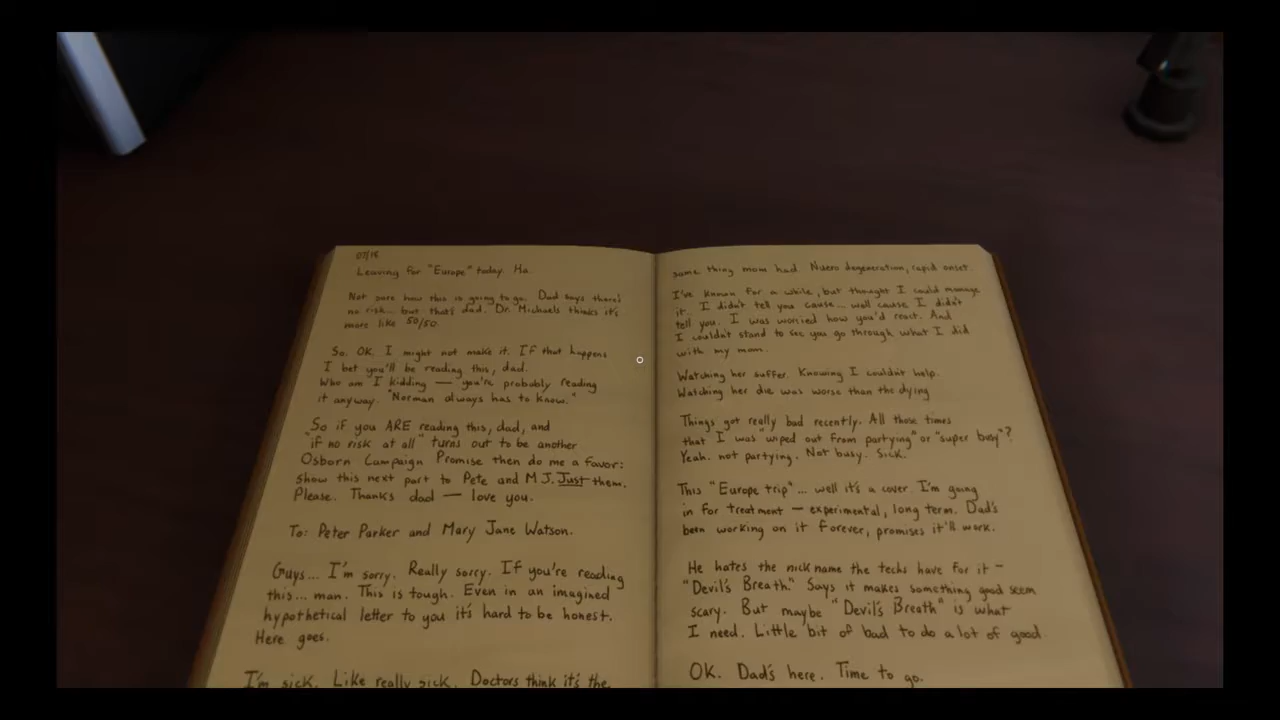 07/15
Leaving for "Europe" today. Ha.
Not sure how this is going to go. Dad says there's
no risk... but that's dad. Dr. Michaels thinks it's
more like 50/50.
So. OK. I might not make it. If that happens
I bet you'll be reading this, dad.
Who am I kidding — you're probably reading
it anyway. "Norman always has to know."
So if you ARE reading this, dad, and
"if no risk at all" turns out to be another
Osborn Campaign Promise then do me a favor:
show this next part to Pete and MJ. Just them.
Please. Thanks dad — love you.
To: Peter Parker and Mary Jane Watson.
Guys... I'm sorry. Really sorry. If you're reading
this... man. This is tough. Even in an imagined
hypothetical letter to you it's hard to be honest.
Here goes.
I'm sick. Like really sick. Doctors think it's the
same thing mom had. Neuro degeneration, rapid onset.
I've known for a while, but thought I could manage
it. I didn't tell you cause... well cause I didn't
tell you. I was worried how you'd react. And
I couldn't stand to see you go through what I did
with my mom.
Watching her suffer. Knowing I couldn't help.
Watching her die was worse than the dying
Things got really bad recently. All those times
that I was "wiped out from partying" or "super busy"?
Yeah. not partying. Not busy. Sick.
This "Europe trip"... well it's a cover. I'm going
in for treatment — experimental, long term. Dad's
been working on it forever, promises it'll work.
He hates the nickname the techs have for it —
"Devil's Breath." Says it makes something good seem
scary. But maybe "Devil's Breath" is what
I need. Little bit of bad to do a lot of good.
OK. Dad's here. Time to go.